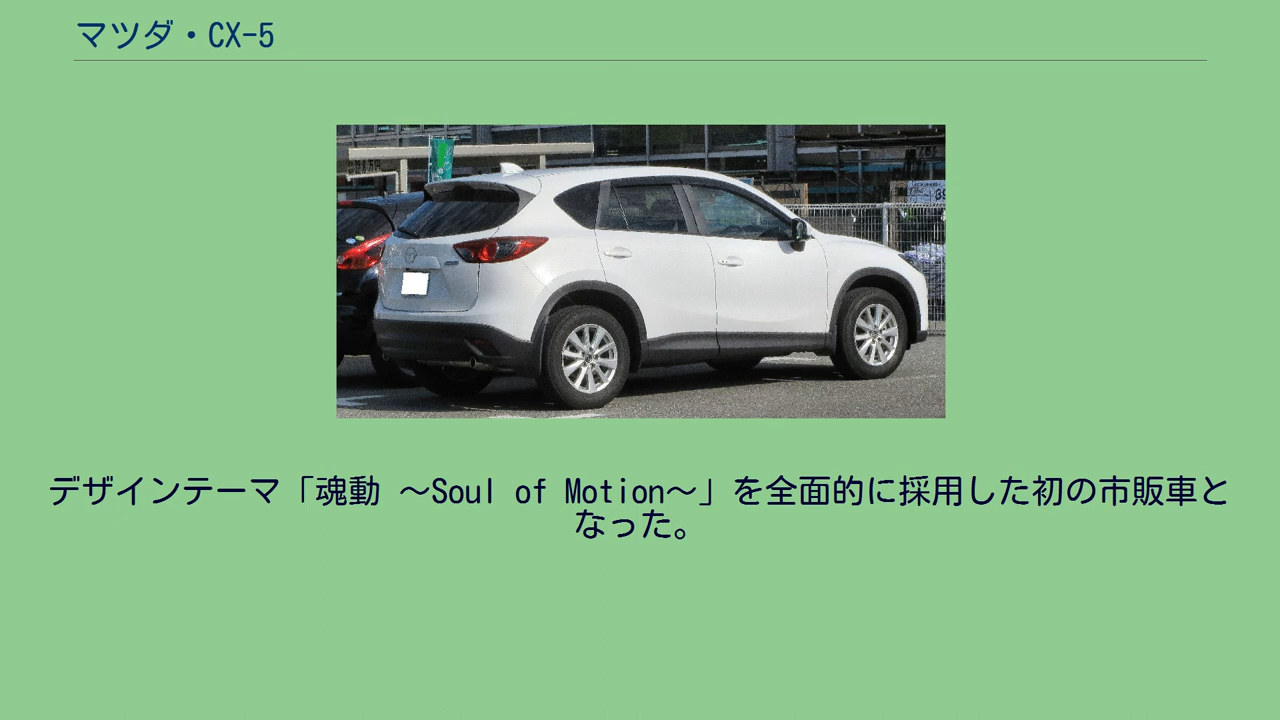 マツダ・CX-5
デザインテーマ「魂動 ～Soul of Motion～」を全面的に採用した初の市販車と
なった。